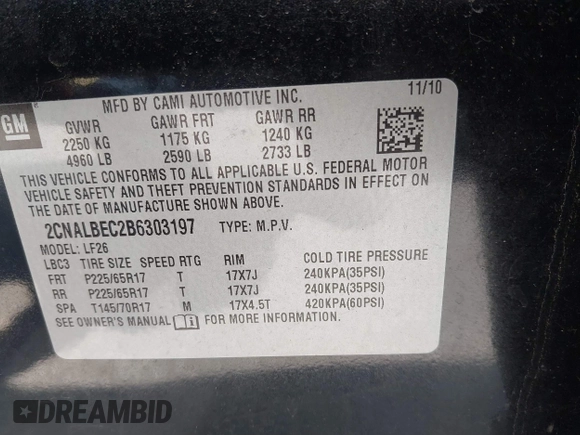 MFD BY CAMI AUTOMOTIVE INC. 11/10
GM
GVWR GAWR FRT GAWR RR
2250 KG 1175 KG 1240 KG
4960 LB 2590 LB 2733 LB
THIS VEHICLE CONFORMS TO ALL APPLICABLE U.S. FEDERAL MOTOR
VEHICLE SAFETY AND THEFT PREVENTION STANDARDS IN EFFECT ON
THE DATE OF MANUFACTURE SHOWN ABOVE.
2CNALBEC2B6303197 TYPE: M.P.V.
MODEL: LF26
LBC3 TIRE SIZE SPEED RTG RIM COLD TIRE PRESSURE
FRT P225/65R17 T 17X7J 240KPA(35PSI)
RR P225/65R17 T 17X7J 240KPA(35PSI)
SPA T145/70R17 M 17X4.5T 420KPA(60PSI)
SEE OWNER'S MANUAL i FOR MORE INFORMATION.
DREAMBID